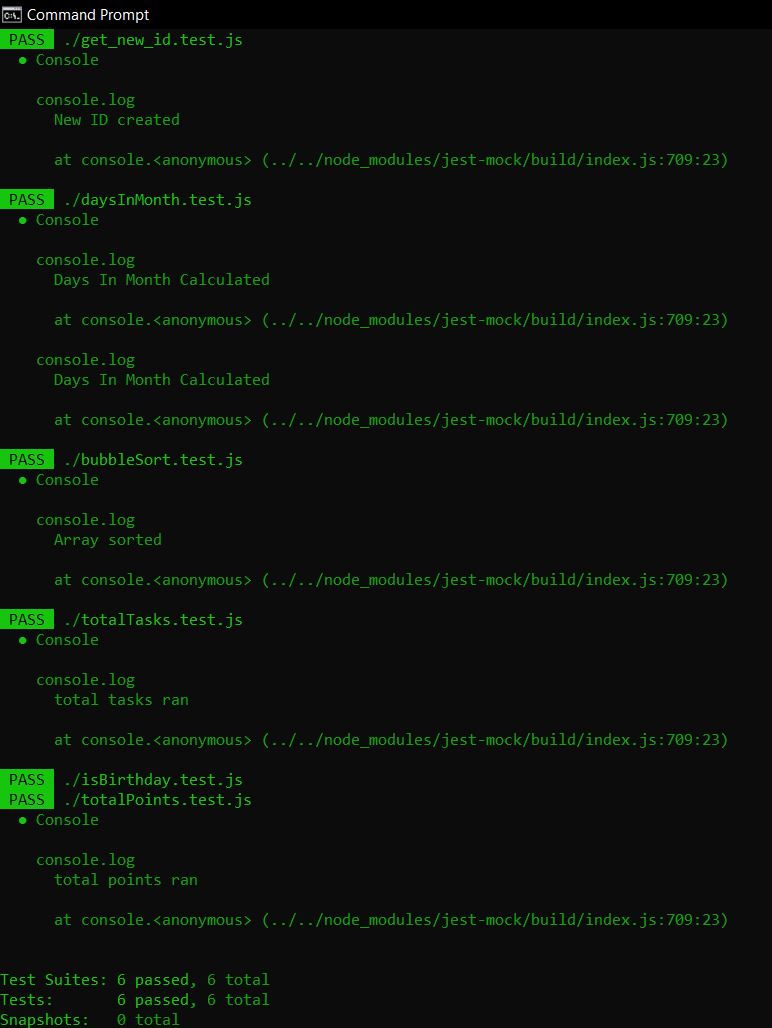 Command Prompt
PASS ./get_new_id.test.js
● Console
console.log
New ID created
at console.<anonymous> (../../node_modules/jest-mock/build/index.js:709:23)
PASS ./daysInMonth.test.js
● Console
console.log
Days In Month Calculated
at console.<anonymous> (../../node_modules/jest-mock/build/index.js:709:23)
console.log
Days In Month Calculated
at console.<anonymous> (../../node_modules/jest-mock/build/index.js:709:23)
PASS ./bubbleSort.test.js
● Console
console.log
Array sorted
at console.<anonymous> (../../node_modules/jest-mock/build/index.js:709:23)
PASS ./totalTasks.test.js
● Console
console.log
total tasks ran
at console.<anonymous> (../../node_modules/jest-mock/build/index.js:709:23)
PASS ./isBirthday.test.js
PASS ./totalPoints.test.js
● Console
console.log
total points ran
at console.<anonymous> (../../node_modules/jest-mock/build/index.js:709:23)
Test Suites: 6 passed, 6 total
Tests: 6 passed, 6 total
Snapshots: 0 total